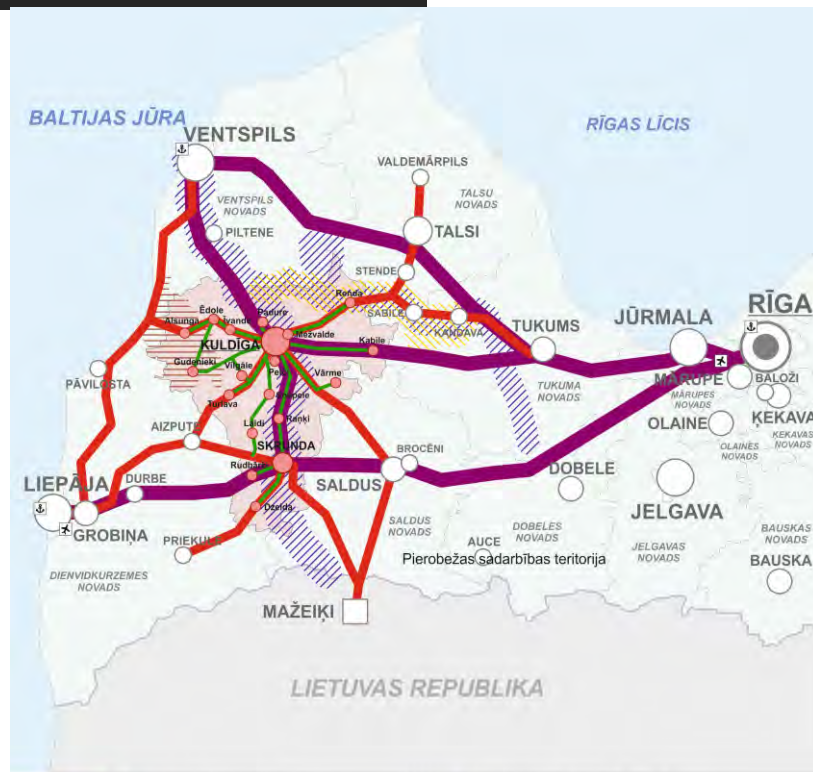 BALTIJAS JŪRA
RĪGAS LĪCIS
VENTSPILS
VALDEMĀRPILS
TALSU
NOVADS
VENTSPILS
NOVADS
PILTENE
TALSI
STENDE
Renda
RĪGA
Ēdole
Padure
SABILE
Alsunga
Īvande
KANDAVA
JŪRMALA
TUKUMS
Mežvalde
KULDĪGA
Kabile
Pelči
MĀRUPE
Gudenieki
Vilgāle
Vārme
PĀVILOSTA
TUKUMA
NOVADS
BALOŽI
MĀRUPES
NOVADS
Turlava
Snēpele
ĶEKAVA
Raņķi
OLAINE
AIZPUTE
Laidi
ĶEKAVAS
NOVADS
SKRUNDA
OLAINES
NOVADS
BROCĒNI
Rudbārži
SALDUS
DOBELE
LIEPĀJA
DURBE
JELGAVA
GROBIŅA
Dzelda
SALDUS
NOVADS
DOBELES
NOVADS
BAUSKAS
NOVADS
PRIEKULE
AUCE
JELGAVAS
NOVADS
Pierobežas sadarbības teritorija
BAUSKA
DIENVIDKURZEMES
NOVADS
MAŽEIĶI
LIETUVAS REPUBLIKA